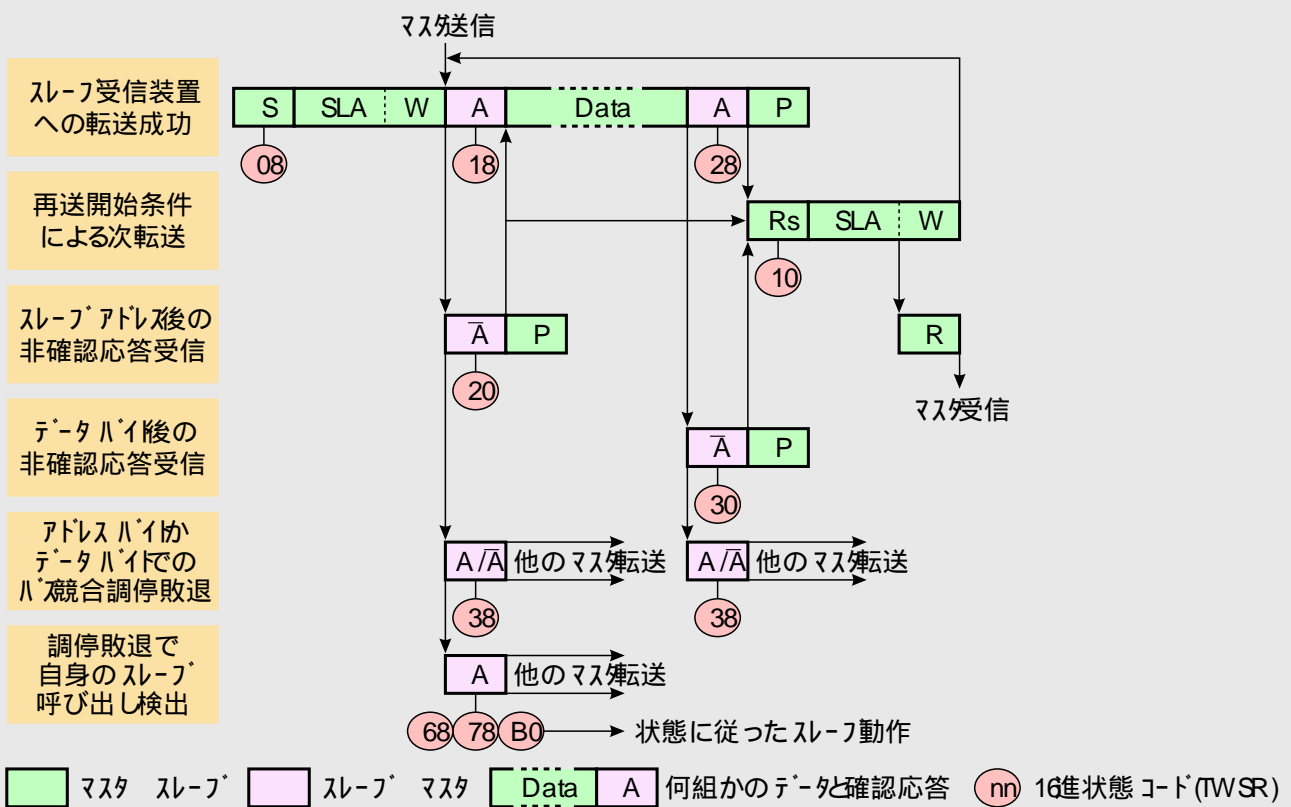 マスタ送信
スレーブ受信装置
への転送成功
S SLA W A Data A P
08 18 28
再送開始条件
による次転送
Rs SLA W
10
スレーブ アドレス後の
非確認応答受信
A̅ P R
20
マスタ受信
データ バイト後の
非確認応答受信
A̅ P
30
アドレス バイトか
データ バイトでの
バス競合調停敗退
A/A̅ 他のマスタ転送 A/A̅ 他のマスタ転送
38 38
調停敗退で
自身のスレーブ
呼び出し検出
A 他のマスタ転送
68 78 B0 状態に従ったスレーブ動作
マスタ スレーブ スレーブ マスタ Data A 何組かのデータと確認応答 nn 16進状態コード(TWSR)